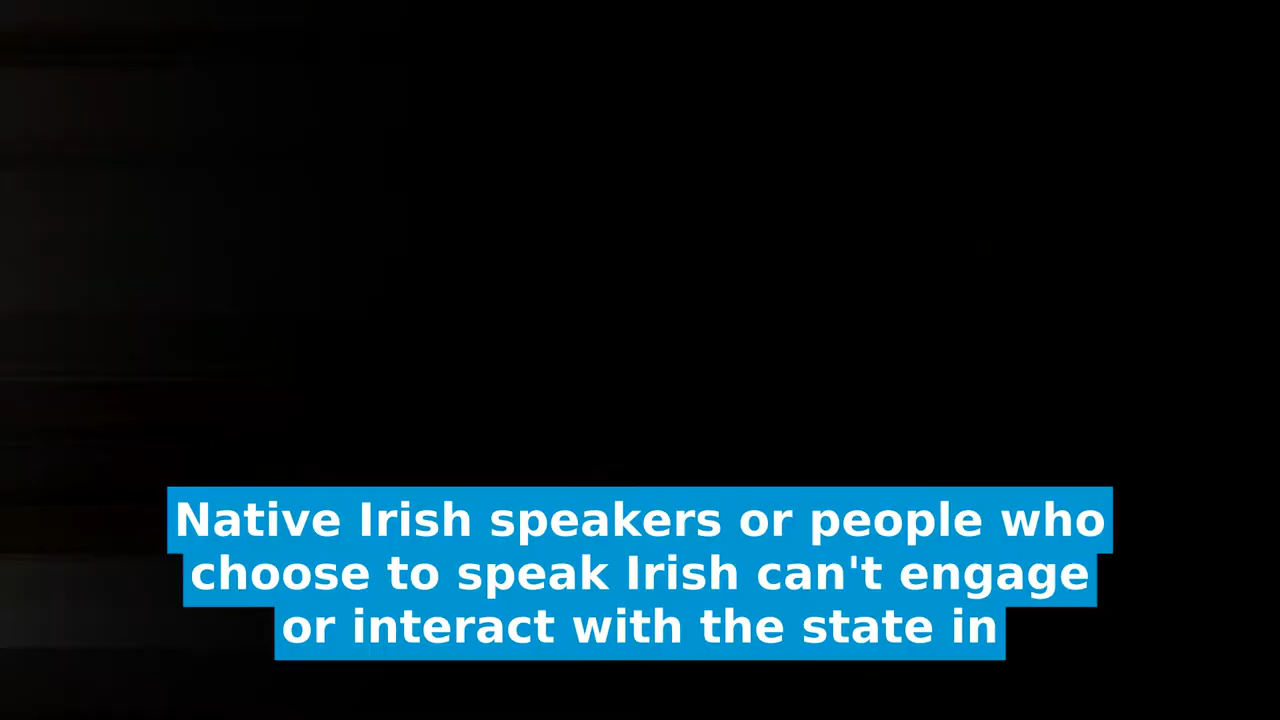 Native Irish speakers or people who
choose to speak Irish can't engage
or interact with the state in